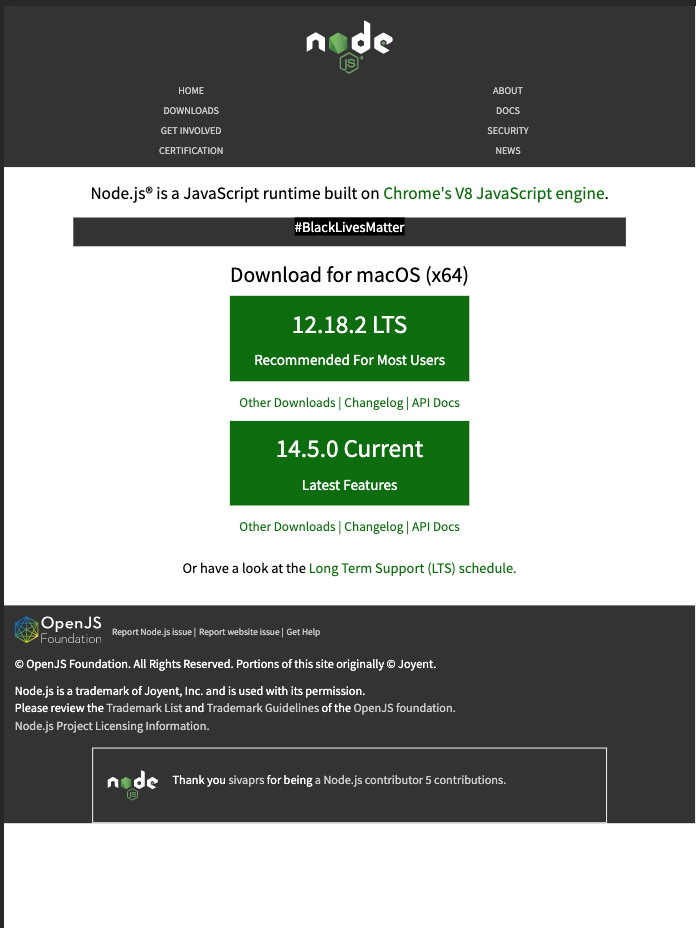 node
JS
HOME
ABOUT
DOWNLOADS
DOCS
GET INVOLVED
SECURITY
CERTIFICATION
NEWS
Node.js® is a JavaScript runtime built on Chrome's V8 JavaScript engine.
#BlackLivesMatter
Download for macOS (x64)
12.18.2 LTS
Recommended For Most Users
Other Downloads | Changelog | API Docs
14.5.0 Current
Latest Features
Other Downloads | Changelog | API Docs
Or have a look at the Long Term Support (LTS) schedule.
OpenJS
Foundation
Report Node.js issue | Report website issue | Get Help
© OpenJS Foundation. All Rights Reserved. Portions of this site originally © Joyent.
Node.js is a trademark of Joyent, Inc. and is used with its permission.
Please review the Trademark List and Trademark Guidelines of the OpenJS foundation.
Node.js Project Licensing Information.
node
JS
Thank you sivaprs for being a Node.js contributor 5 contributions.